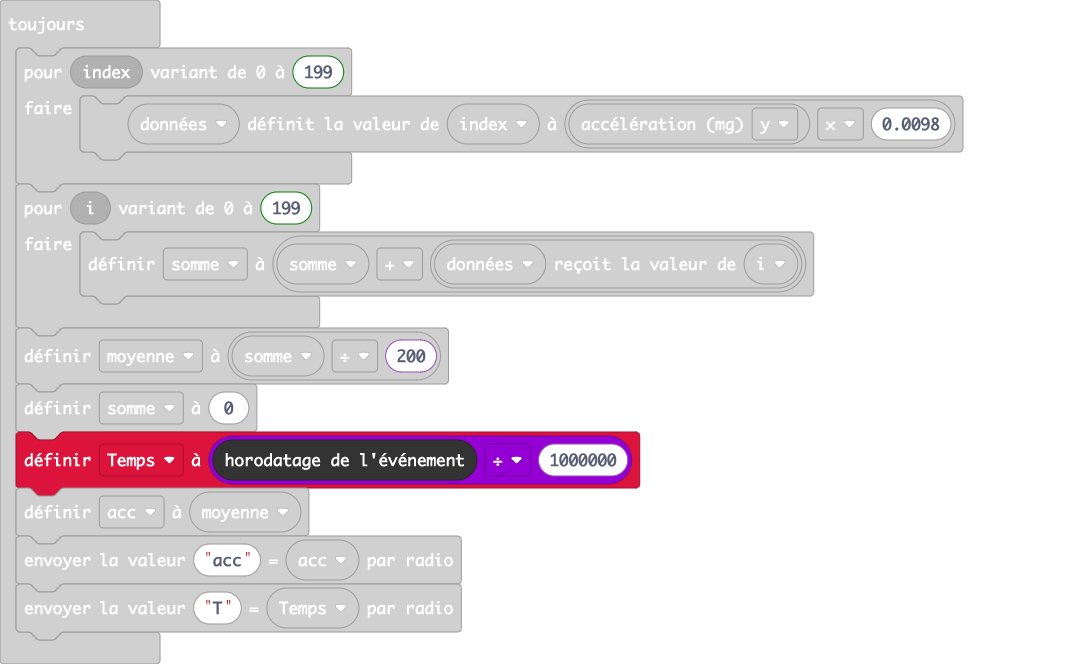 toujours
pour index variant de 0 à 199
faire
données définit la valeur de index à accélération (mg) y x 0.0098
pour i variant de 0 à 199
faire
définir somme à somme + données reçoit la valeur de i
définir moyenne à somme ÷ 200
définir somme à 0
définir Temps à horodatage de l'événement ÷ 1000000
définir acc à moyenne
envoyer la valeur "acc" = acc par radio
envoyer la valeur "T" = Temps par radio